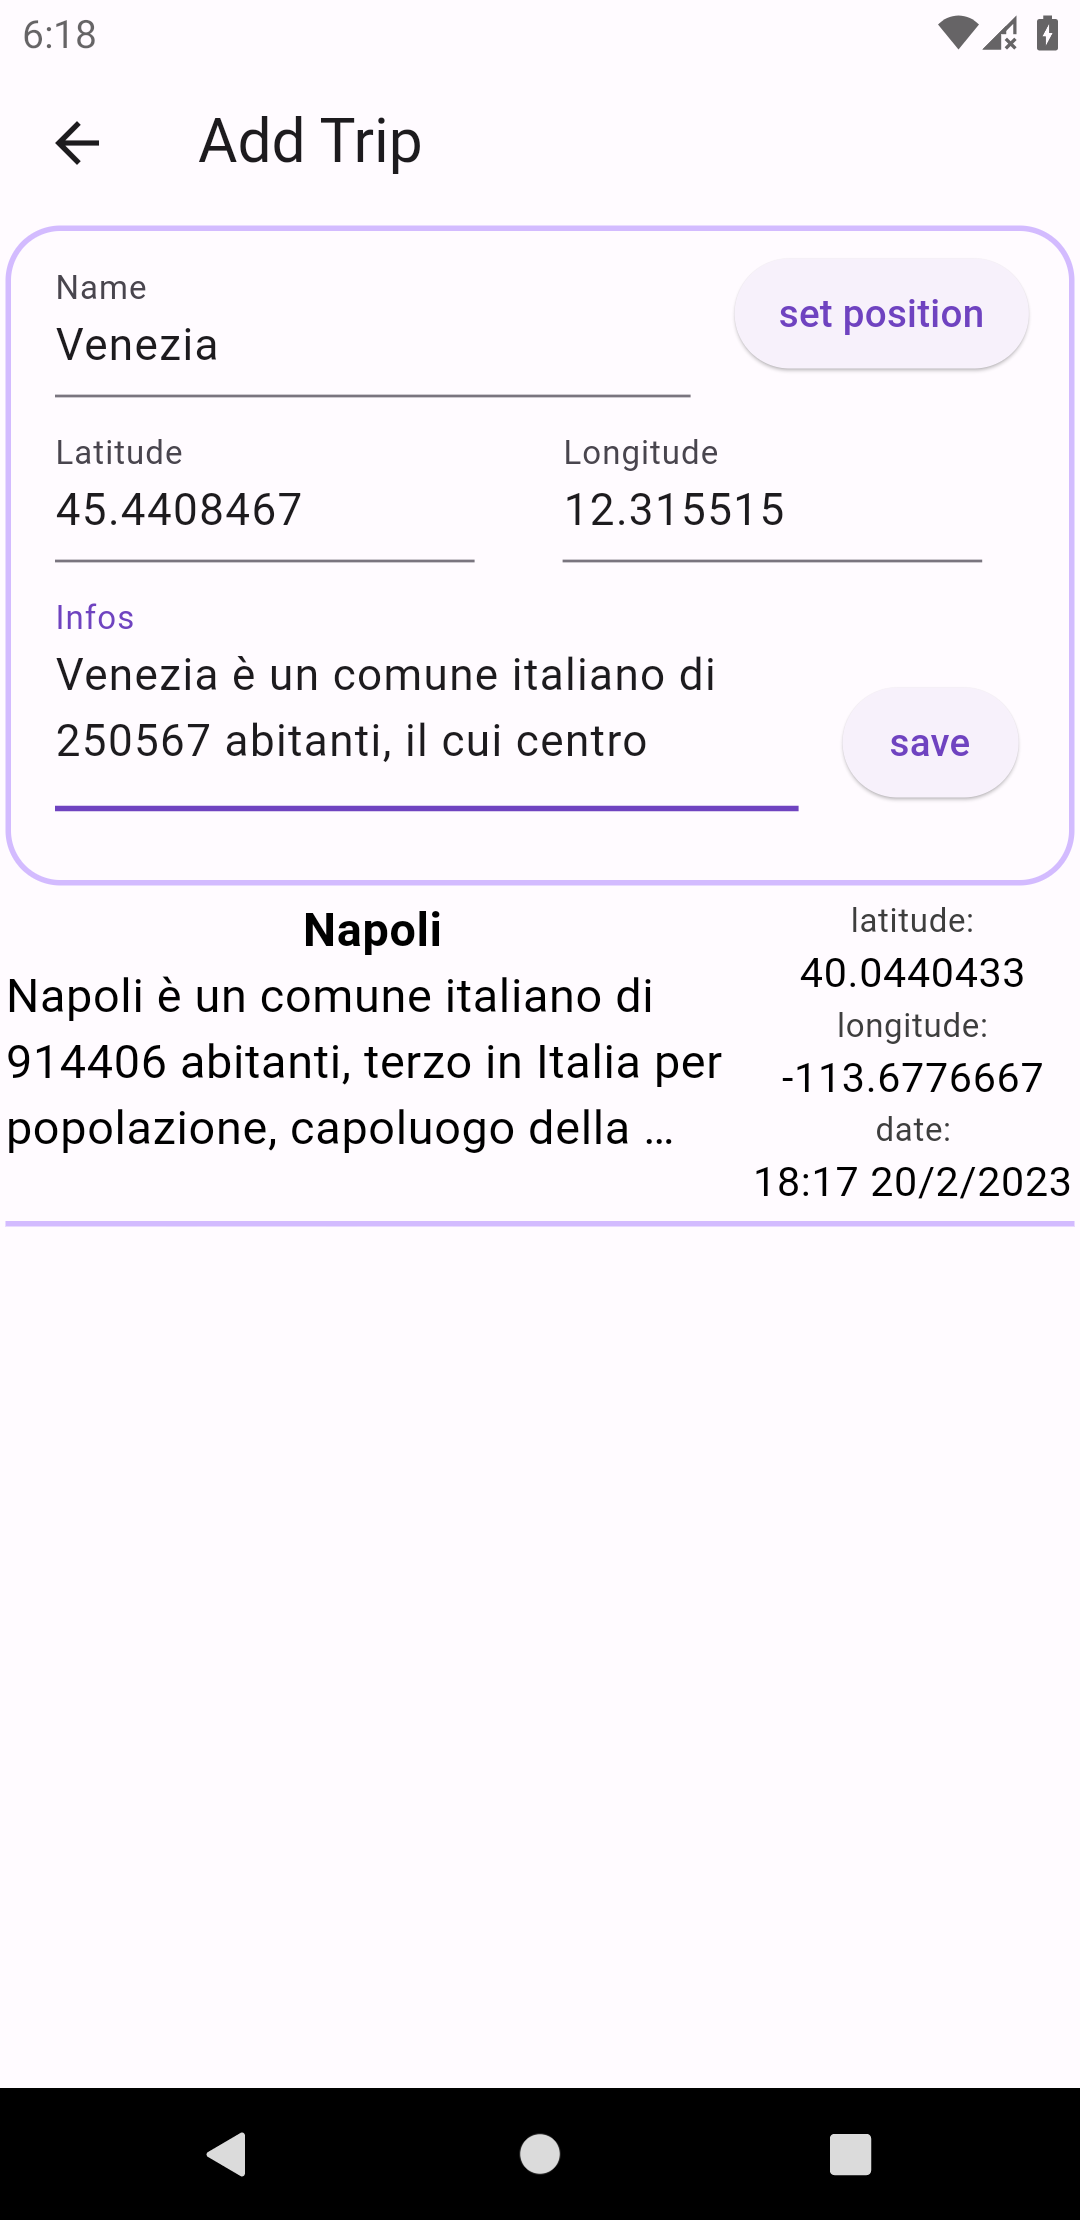 6:18
Add Trip
Name
Venezia
set position
Latitude
45.4408467
Longitude
12.315515
Infos
Venezia è un comune italiano di
250567 abitanti, il cui centro
save
Napoli
Napoli è un comune italiano di
914406 abitanti, terzo in Italia per
popolazione, capoluogo della …
latitude:
40.0440433
longitude:
-113.6776667
date:
18:17 20/2/2023